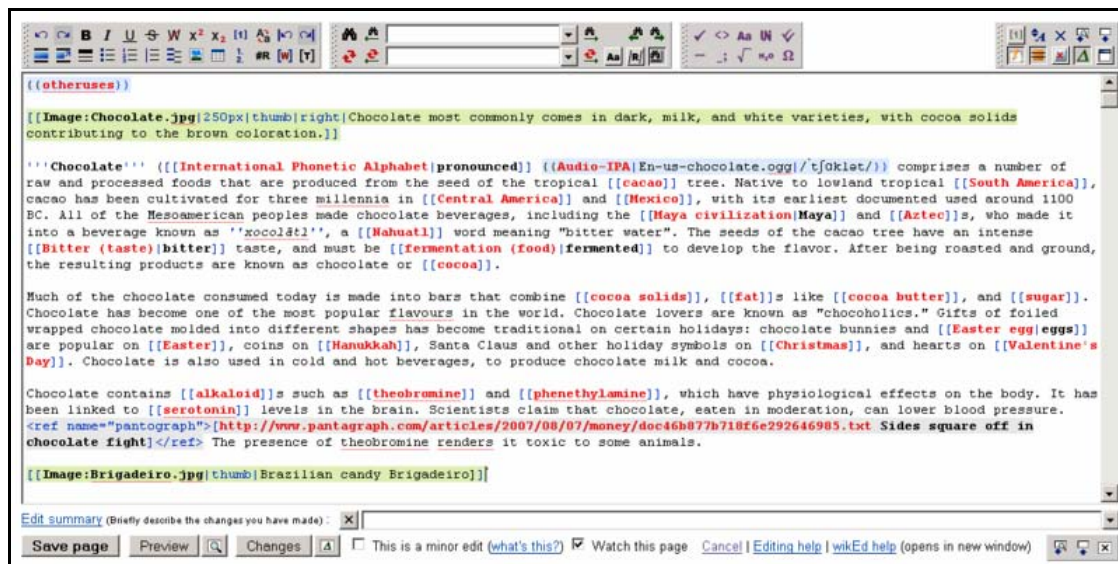 B I U S W x² x₂ [1]
#R [W] [T]
Aa /R/
Aa
H₂O Ω
[1]
{{otheruses}}
[[Image:Chocolate.jpg|250px|thumb|right|Chocolate most commonly comes in dark, milk, and white varieties, with cocoa solids
contributing to the brown coloration.]]
'''Chocolate''' ([[International Phonetic Alphabet|pronounced]] {{Audio-IPA|En-us-chocolate.ogg|/ˈtʃɑklət/}} comprises a number of
raw and processed foods that are produced from the seed of the tropical [[cacao]] tree. Native to lowland tropical [[South America]],
cacao has been cultivated for three millennia in [[Central America]] and [[Mexico]], with its earliest documented used around 1100
BC. All of the Mesoamerican peoples made chocolate beverages, including the [[Maya civilization|Maya]] and [[Aztec]]s, who made it
into a beverage known as ''xocolātl'', a [[Nahuatl]] word meaning "bitter water". The seeds of the cacao tree have an intense
[[Bitter (taste)|bitter]] taste, and must be [[fermentation (food)|fermented]] to develop the flavor. After being roasted and ground,
the resulting products are known as chocolate or [[cocoa]].
Much of the chocolate consumed today is made into bars that combine [[cocoa solids]], [[fat]]s like [[cocoa butter]], and [[sugar]].
Chocolate has become one of the most popular flavours in the world. Chocolate lovers are known as "chocoholics." Gifts of foiled
wrapped chocolate molded into different shapes has become traditional on certain holidays: chocolate bunnies and [[Easter egg|eggs]]
are popular on [[Easter]], coins on [[Hanukkah]], Santa Claus and other holiday symbols on [[Christmas]], and hearts on [[Valentine's
Day]]. Chocolate is also used in cold and hot beverages, to produce chocolate milk and cocoa.
Chocolate contains [[alkaloid]]s such as [[theobromine]] and [[phenethylamine]], which have physiological effects on the body. It has
been linked to [[serotonin]] levels in the brain. Scientists claim that chocolate, eaten in moderation, can lower blood pressure.
<ref name="pantograph">[http://www.pantagraph.com/articles/2007/08/07/money/doc46b877b718f6e292646985.txt Sides square off in
chocolate fight]</ref> The presence of theobromine renders it toxic to some animals.
[[Image:Brigadeiro.jpg|thumb|Brazilian candy Brigadeiro]]
Edit summary (Briefly describe the changes you have made):
Save page Preview Changes This is a minor edit (what's this?) Watch this page Cancel | Editing help | wikEd help (opens in new window)